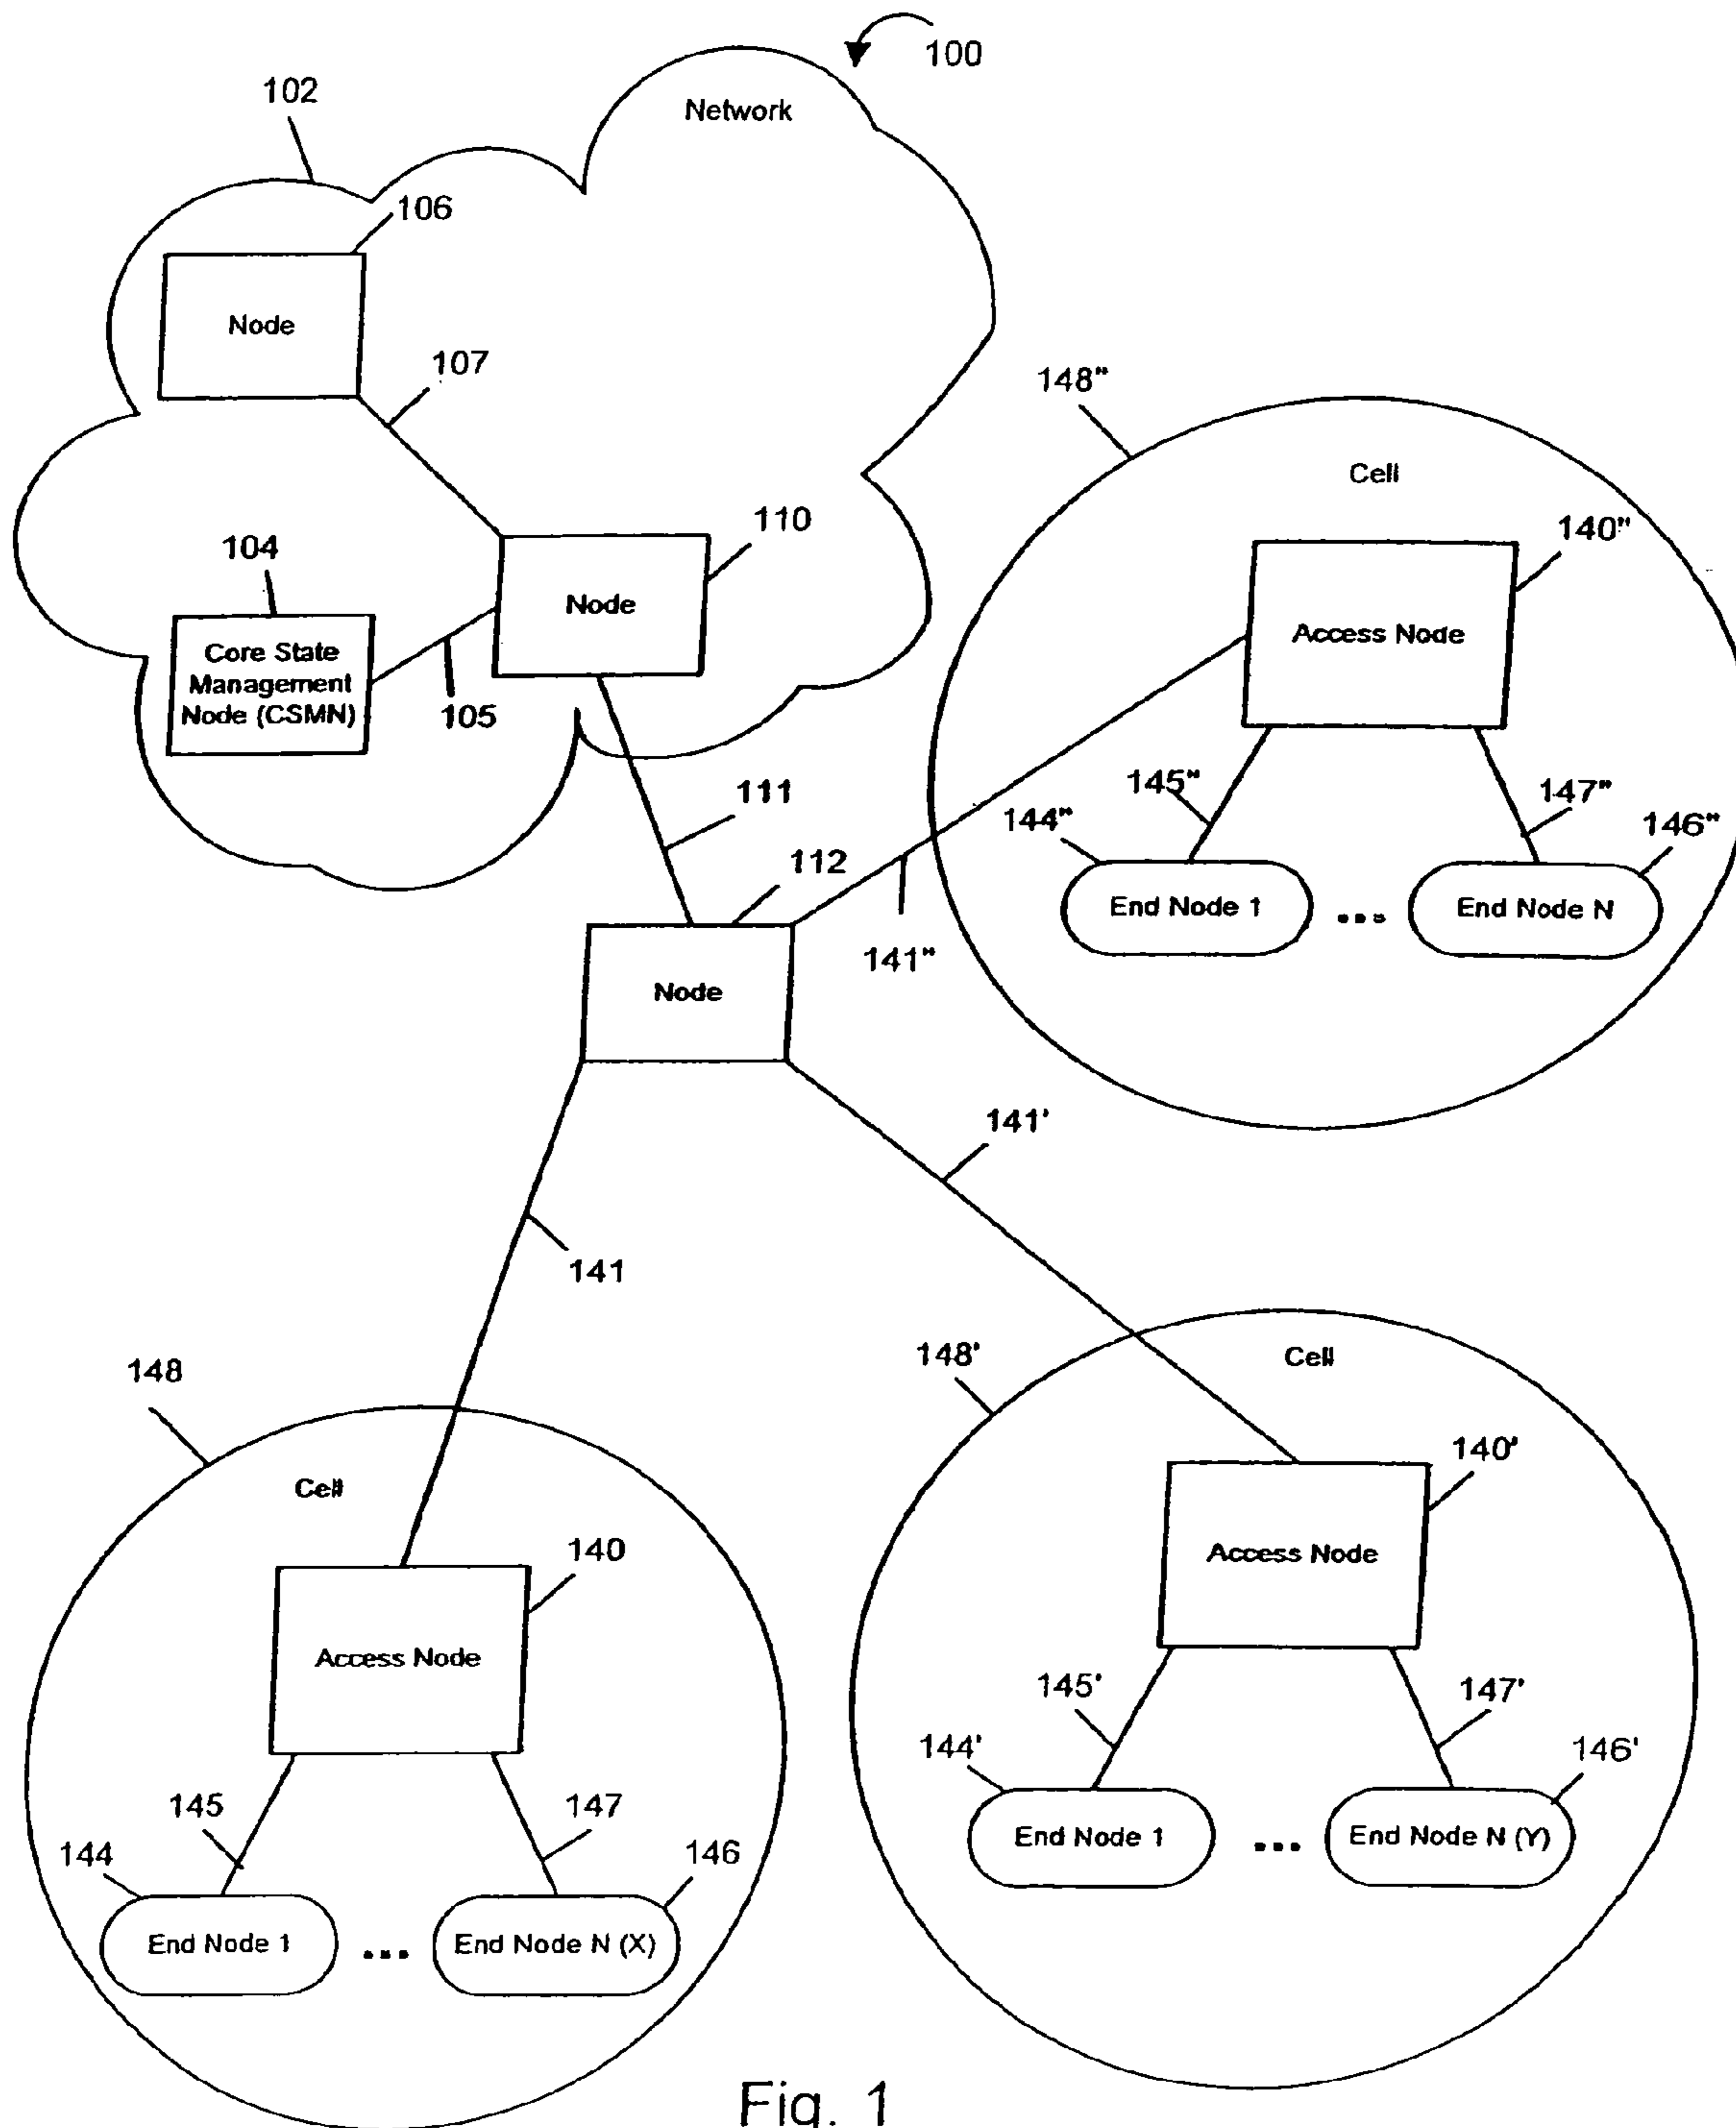 100
102
Network
106
Node
107
148"
Cell
110
140"
104
Node
Access Node
Core State
Management
Node (CSMN)
105
111
145"
147"
144"
146"
112
End Node 1
...
End Node N
141"
Node
141'
141
148'
Cell
148
140'
Cell
140
Access Node
Access Node
145'
147'
144'
146'
145
147
End Node 1
...
End Node N (Y)
144
146
End Node 1
...
End Node N (X)
Fig. 1